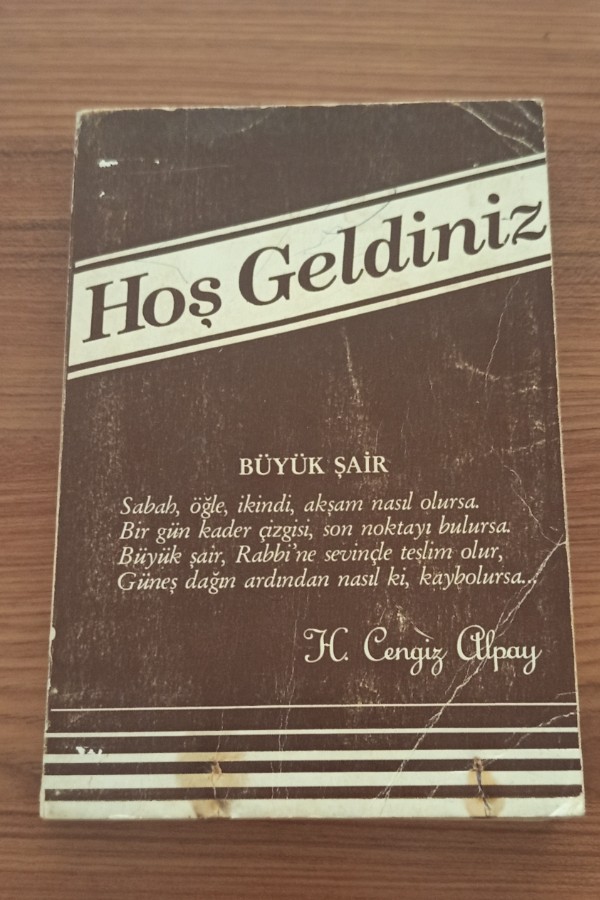 Hoş Geldiniz
BÜYÜK ŞAİR
Sabah, öğle, ikindi, akşam nasıl olursa.
Bir gün kader çizgisi, son noktayı bulursa.
Büyük şair, Rabbi'ne sevinçle teslim olur,
Güneş dağın ardından nasıl ki, kaybolursa...
H. Cengiz Alpay